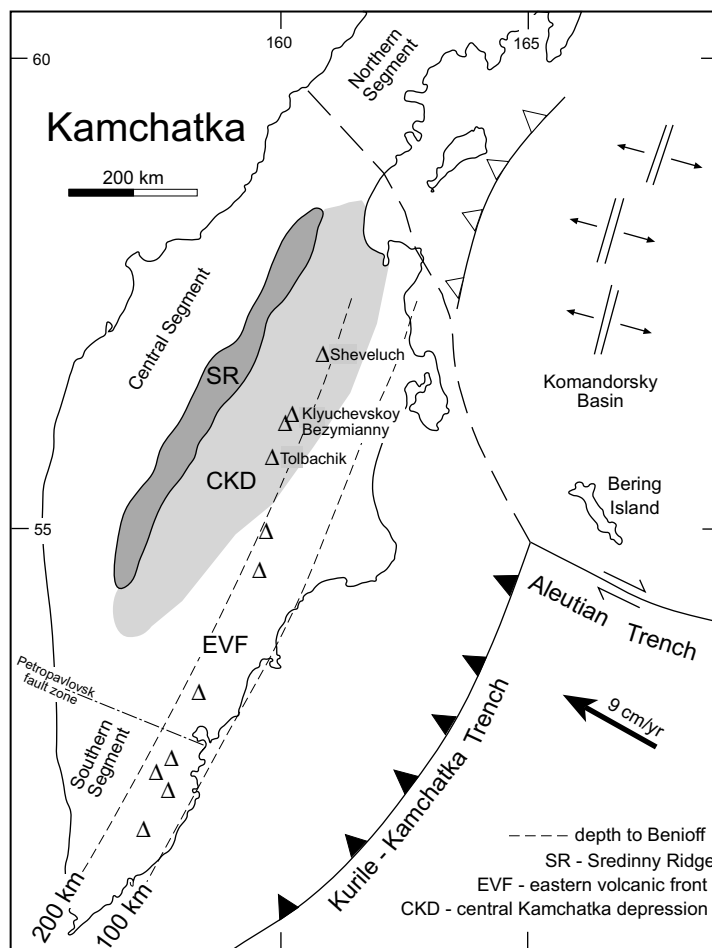 160
165
60
Northern
Segment
Kamchatka
200 km
Central Segment
SR
Sheveluch
Komandorsky
Basin
Klyuchevskoy
Bezymianny
Tolbachik
CKD
Bering
Island
55
Aleutian Trench
EVF
Petropavlovsk
fault zone
9 cm/yr
Southern
Segment
Kurile - Kamchatka Trench
depth to Benioff
SR - Sredinny Ridge
EVF - eastern volcanic front
CKD - central Kamchatka depression
200 km
100 km